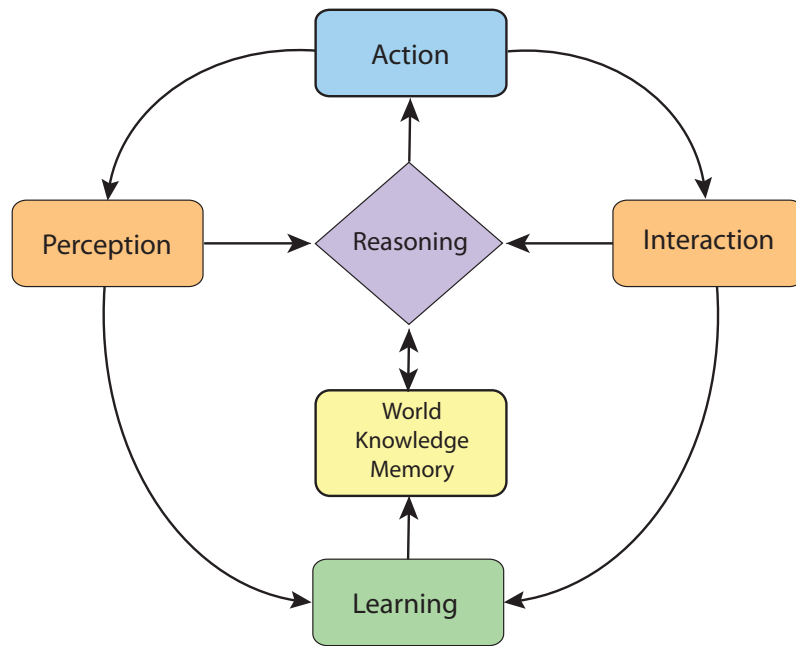 Action
Perception
Reasoning
Interaction
World
Knowledge
Memory
Learning